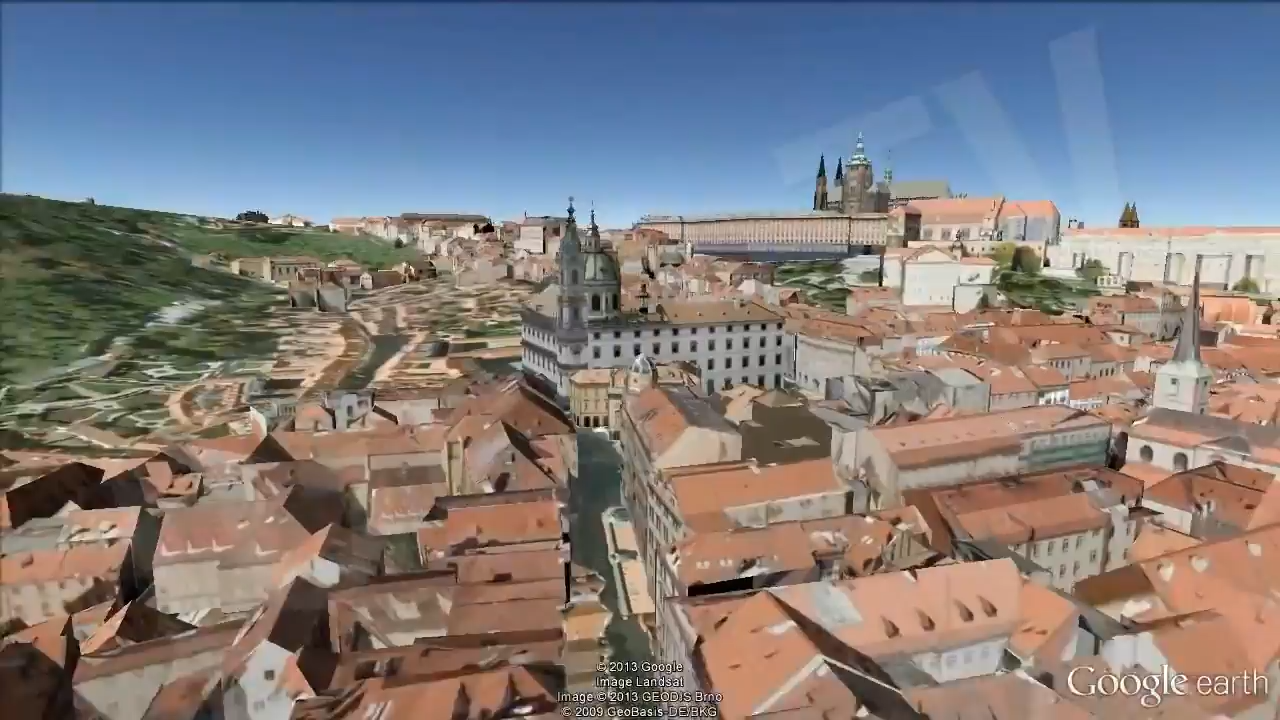 © 2013 Google
Image Landsat
Image © 2013 GEODIS Brno
© 2009 GeoBasis-DE/BKG
Google earth